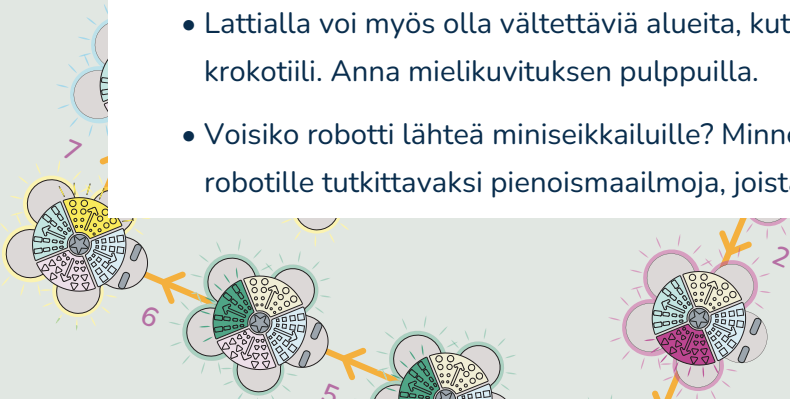 • Lattialla voi myös olla vältettäviä alueita, kut
krokotiili. Anna mielikuvituksen pulppuilla.
• Voisiko robotti lähteä miniseikkailuille? Minne
robotille tutkittavaksi pienoismaailmoja, joista
7
2
6
5